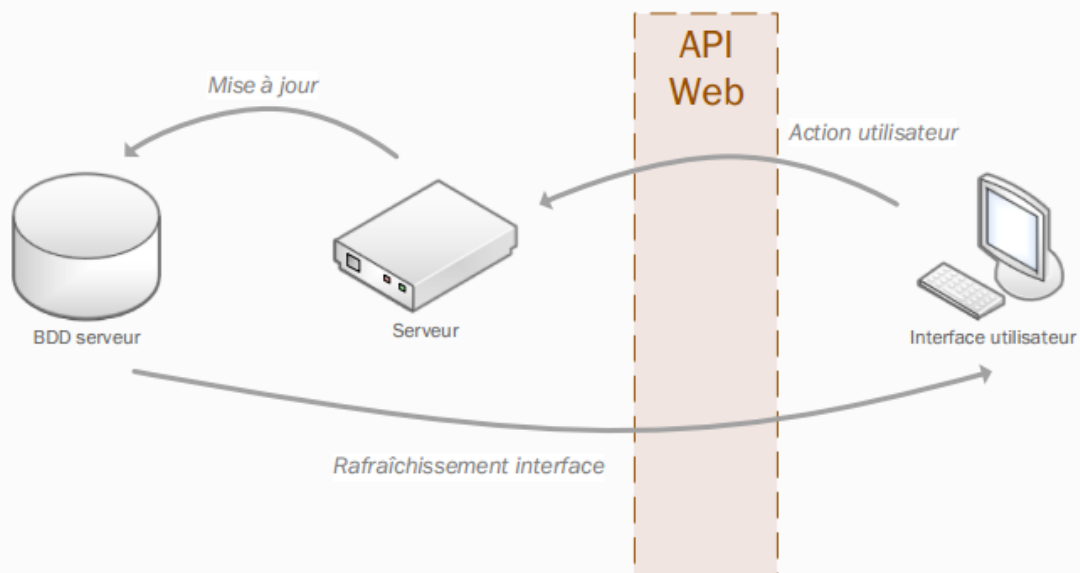 API
Web
Mise à jour
Action utilisateur
BDD serveur
Serveur
Interface utilisateur
Rafraîchissement interface